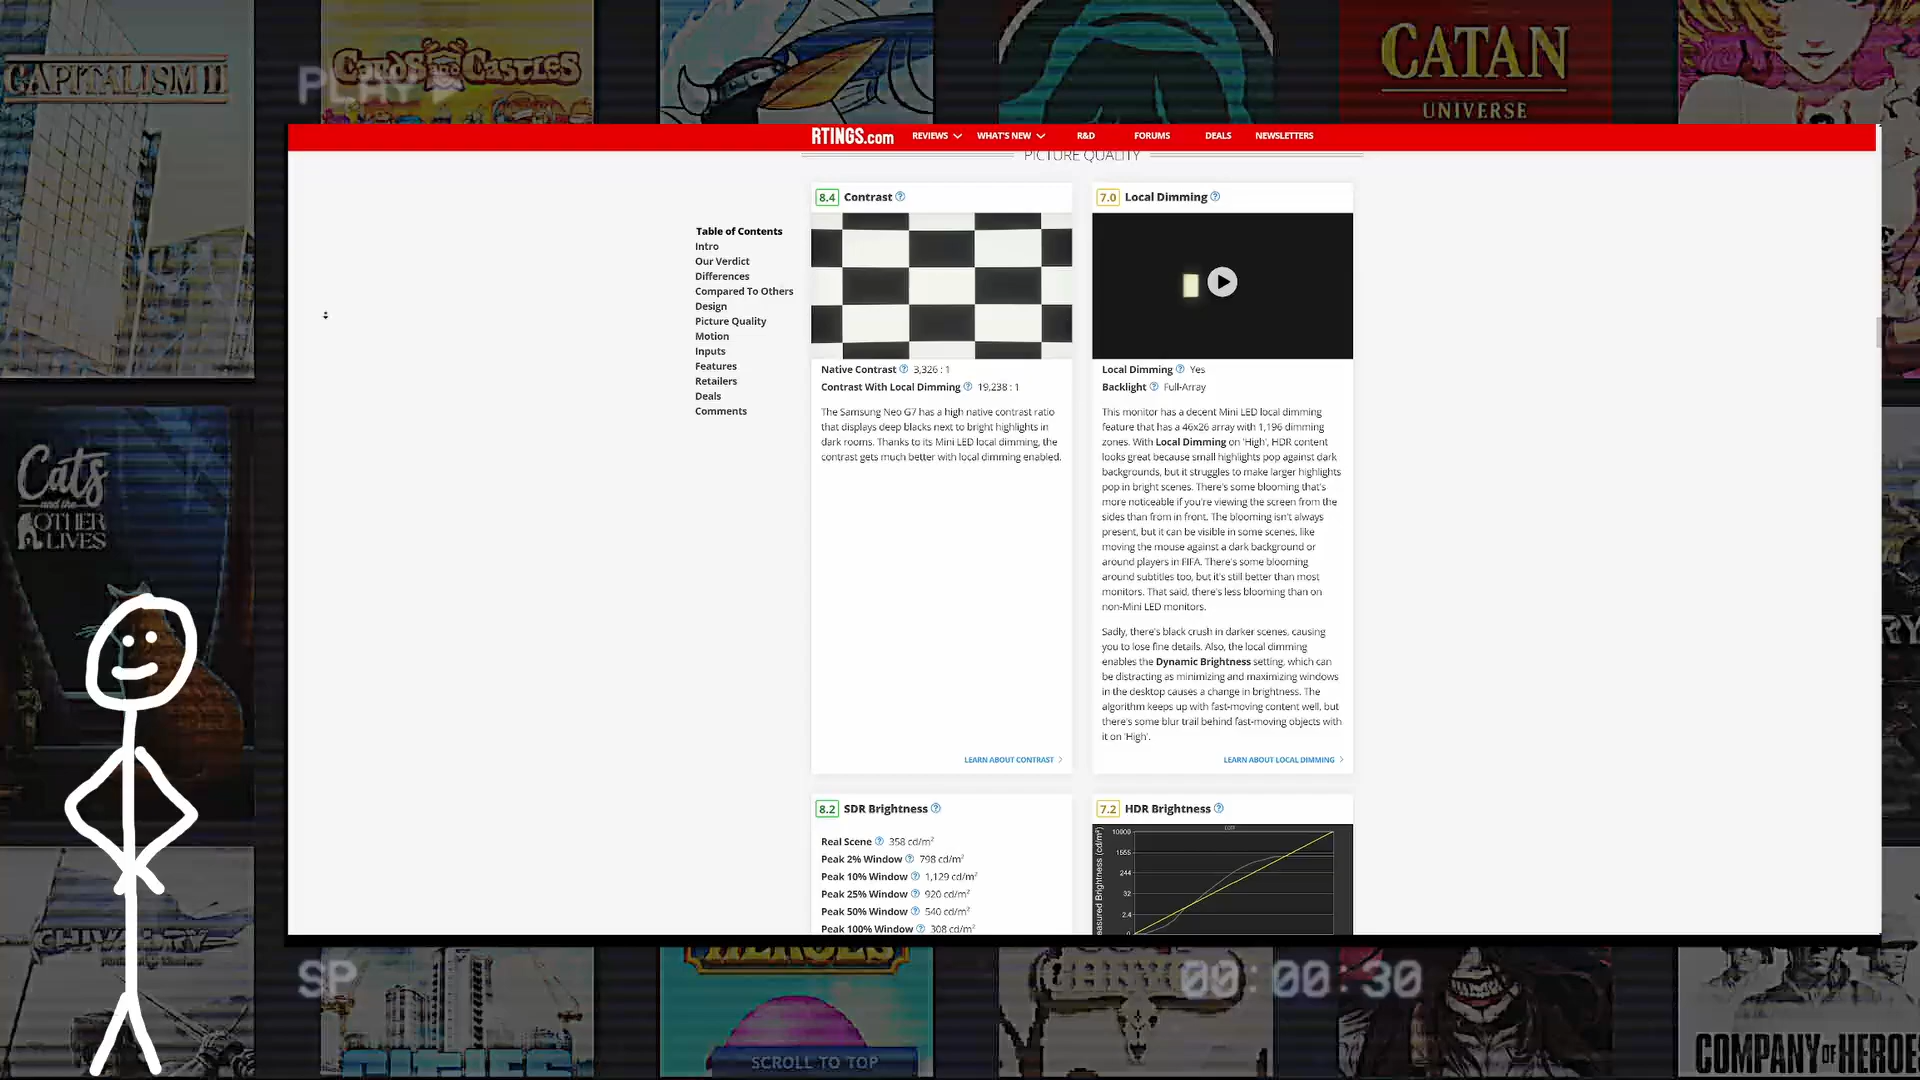 CAPITALISM II
CARDS AND CASTLES
CATAN
UNIVERSE
PLAY
RTINGS.com
REVIEWS
WHAT'S NEW
R&D
FORUMS
DEALS
NEWSLETTERS
PICTURE QUALITY
Table of Contents
Intro
Our Verdict
Differences
Compared To Others
Design
Picture Quality
Motion
Inputs
Features
Retailers
Deals
Comments
8.4 Contrast
Native Contrast 3,326 : 1
Contrast With Local Dimming 19,238 : 1
The Samsung Neo G7 has a high native contrast ratio
that displays deep blacks next to bright highlights in
dark rooms. Thanks to its Mini LED local dimming, the
contrast gets much better with local dimming enabled.
LEARN ABOUT CONTRAST
7.0 Local Dimming
Local Dimming Yes
Backlight Full-Array
This monitor has a decent Mini LED local dimming
feature that has a 46x26 array with 1,196 dimming
zones. With Local Dimming on 'High', HDR content
looks great because small highlights pop against dark
backgrounds, but it struggles to make larger highlights
pop in bright scenes. There's some blooming that's
more noticeable if you're viewing the screen from the
sides than from in front. The blooming isn't always
present, but it can be visible in some scenes, like
moving the mouse against a dark background or
around players in FIFA. There's some blooming
around subtitles too, but it's still better than most
monitors. That said, there's less blooming than on
non-Mini LED monitors.
Sadly, there's black crush in darker scenes, causing
you to lose fine details. Also, the local dimming
enables the Dynamic Brightness setting, which can
be distracting as minimizing and maximizing windows
in the desktop causes a change in brightness. The
algorithm keeps up with fast-moving content well, but
there's some blur trail behind fast-moving objects with
it on 'High'.
LEARN ABOUT LOCAL DIMMING
8.2 SDR Brightness
Real Scene 358 cd/m²
Peak 2% Window 798 cd/m²
Peak 10% Window 1,129 cd/m²
Peak 25% Window 920 cd/m²
Peak 50% Window 540 cd/m²
Peak 100% Window 308 cd/m²
7.2 HDR Brightness
EOTF
10000
1555
244
32
2.4
0
Cats
and the
OTHER
LIVES
CHIVALRY
SP
00:00:30
HEROES
CITIES
SCROLL TO TOP
COMPANY OF HEROES